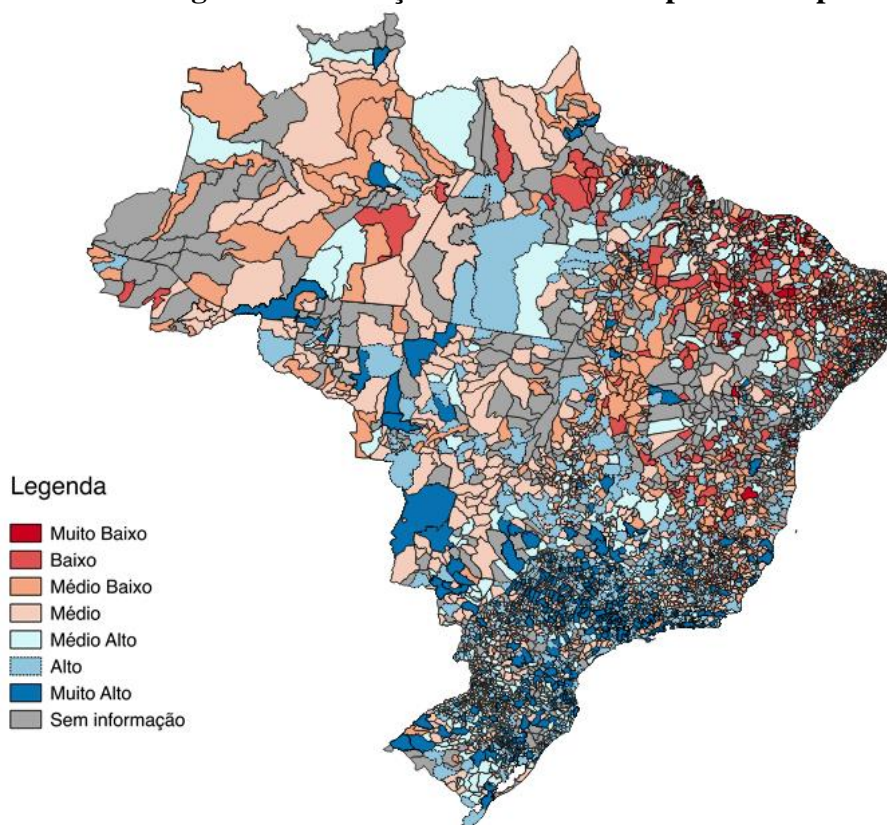 Legenda
Muito Baixo
Baixo
Médio Baixo
Médio
Médio Alto
Alto
Muito Alto
Sem informação